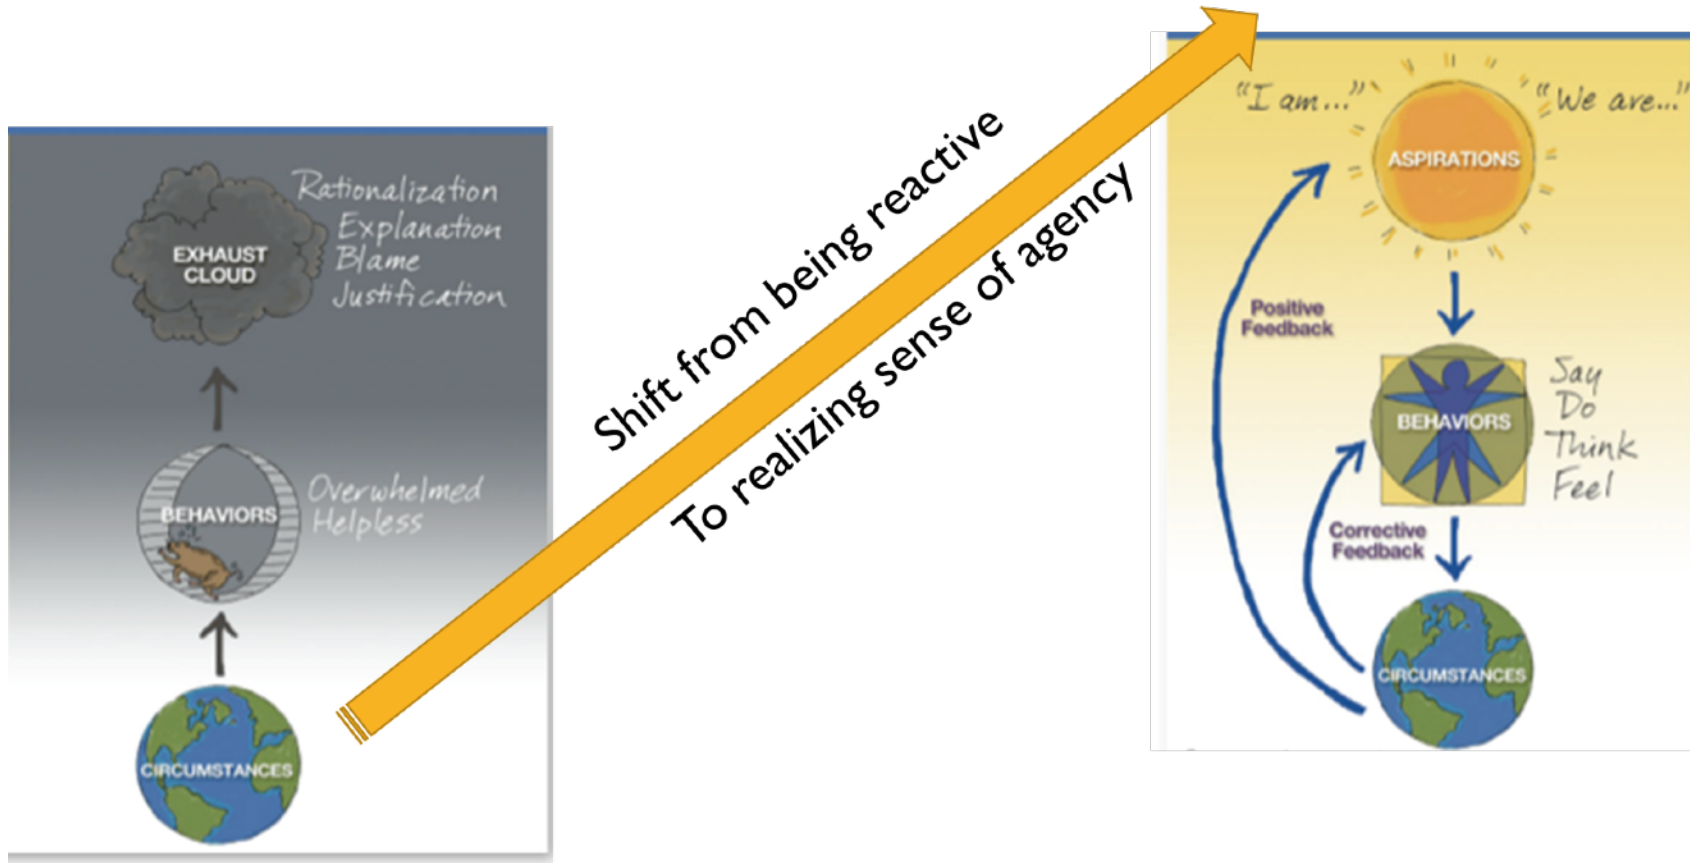 Rationalization
Explanation
Blame
Justification
EXHAUST
CLOUD
Overwhelmed
Helpless
BEHAVIORS
CIRCUMSTANCES
Shift from being reactive
To realizing sense of agency
"I am..."
"We are..."
ASPIRATIONS
Positive
Feedback
BEHAVIORS
Say
Do
Think
Feel
Corrective
Feedback
CIRCUMSTANCES